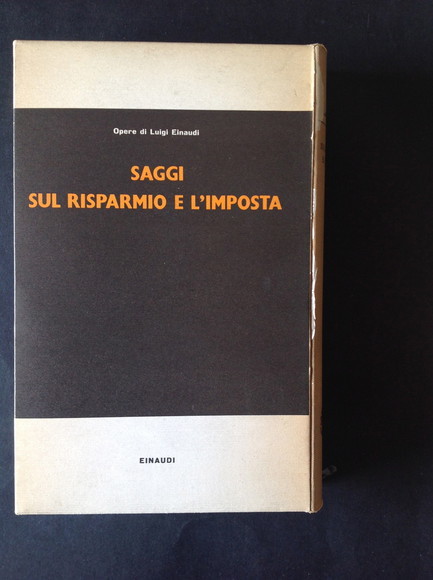 Opere di Luigi Einaudi
SAGGI
SUL RISPARMIO E L'IMPOSTA
EINAUDI